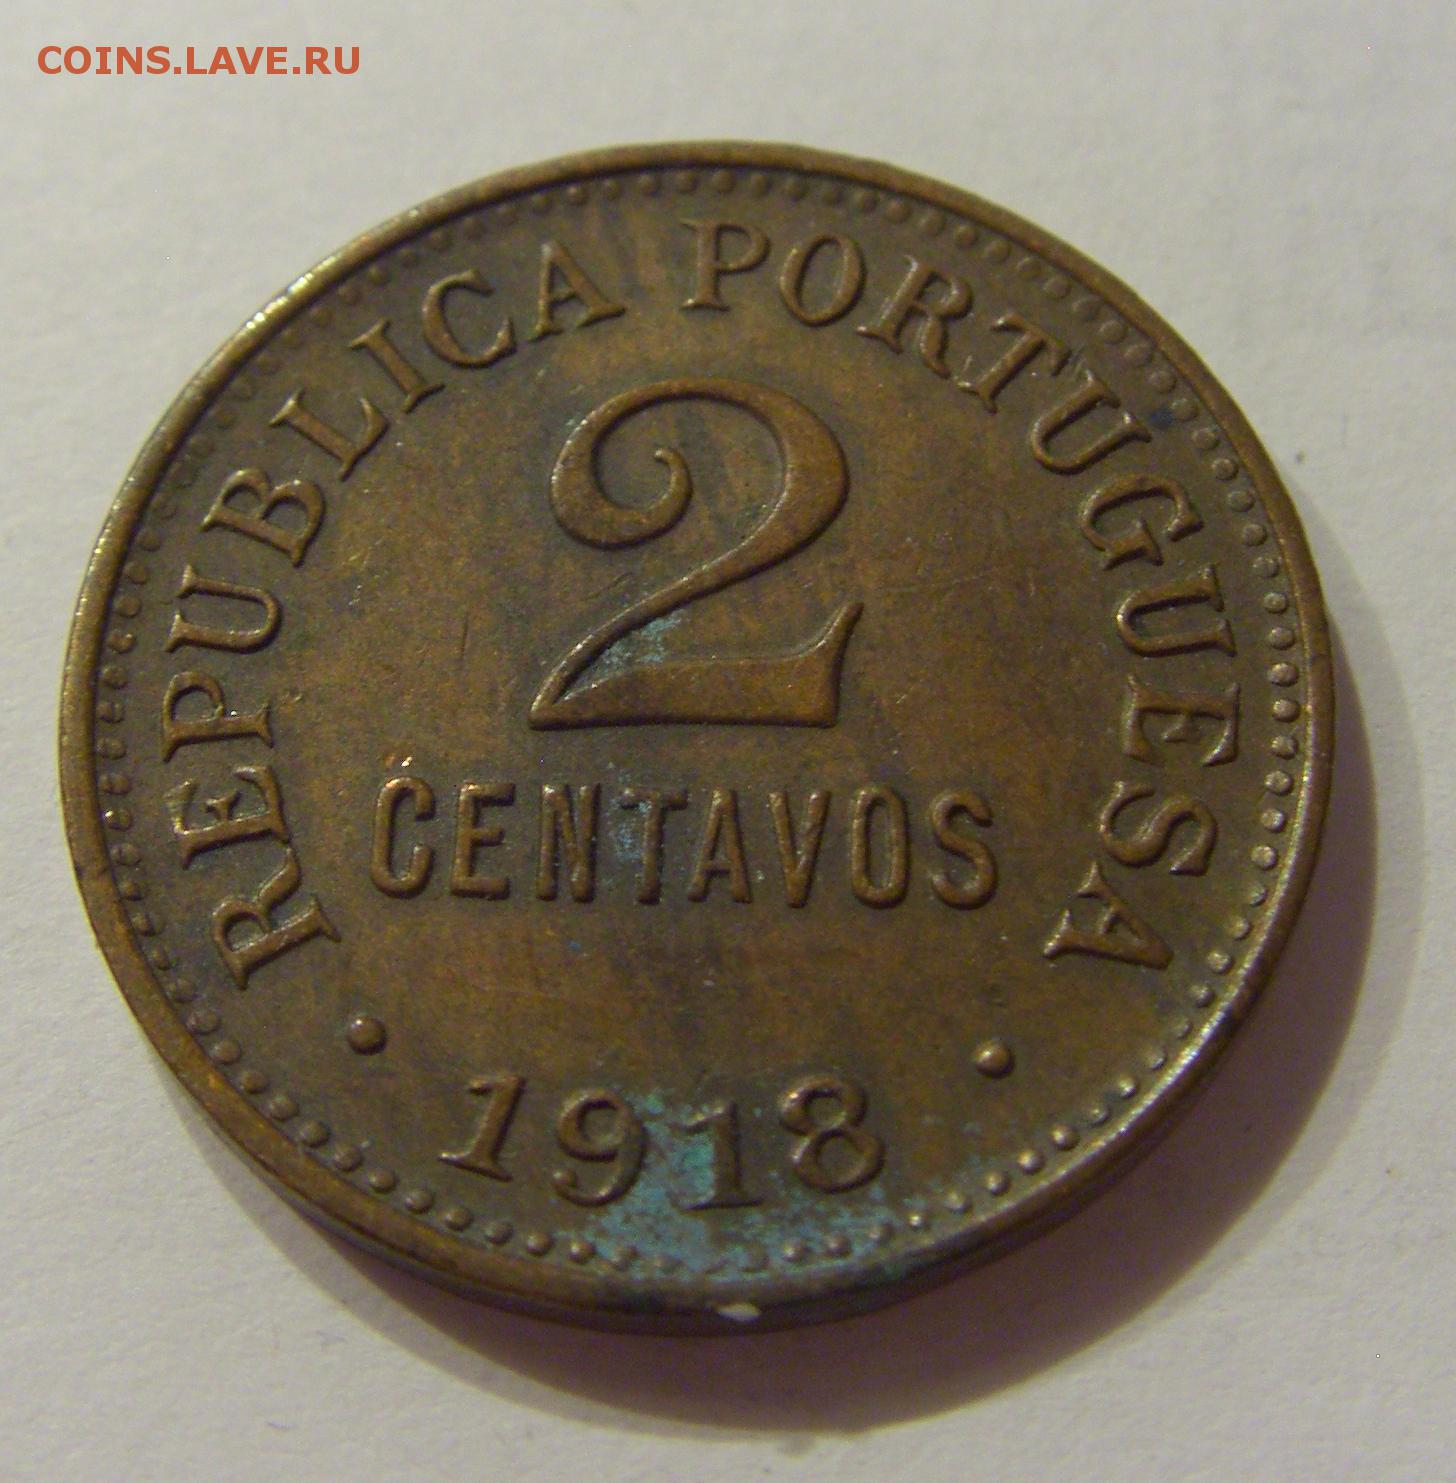 COINS.LAVE.RU
REPUBLICA PORTUGUESA
2
CENTAVOS
• 1918 •